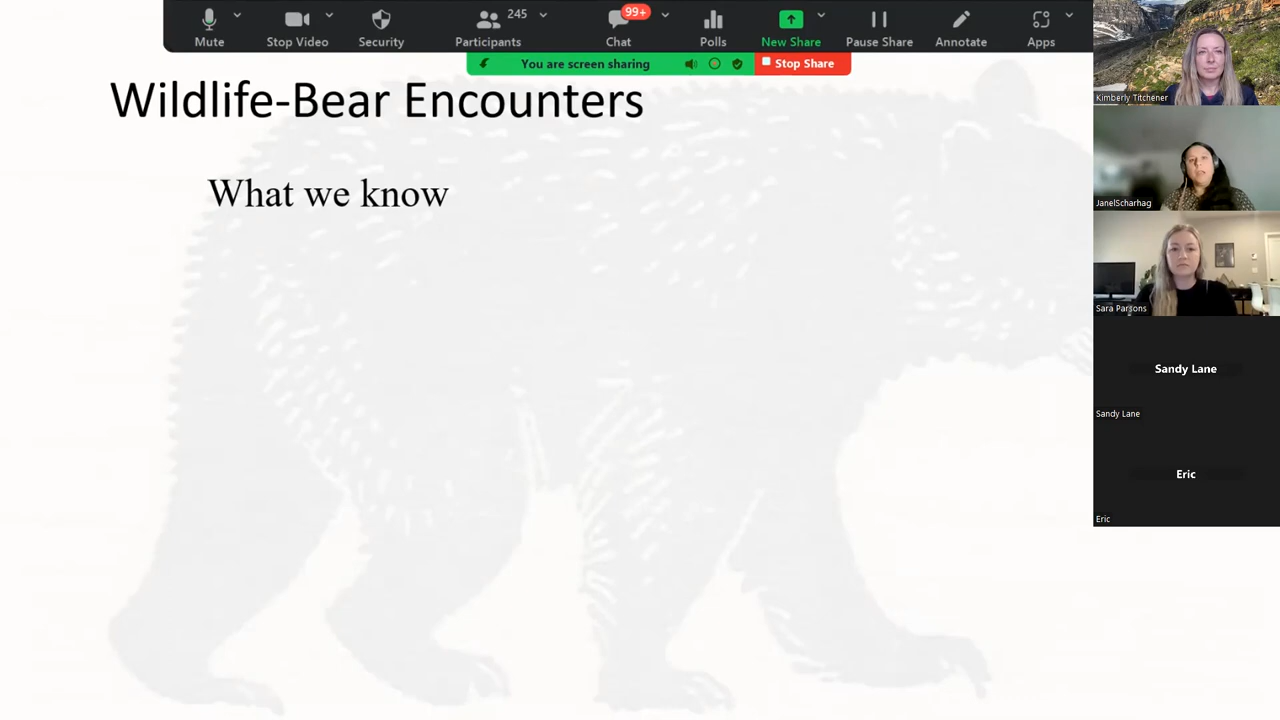 245
99+
Mute
Stop Video
Security
Participants
Chat
Polls
New Share
Pause Share
Annotate
Apps
You are screen sharing
Stop Share
Wildlife-Bear Encounters
What we know
Kimberly Titchener
JanelScharhag
Sara Parsons
Sandy Lane
Sandy Lane
Eric
Eric